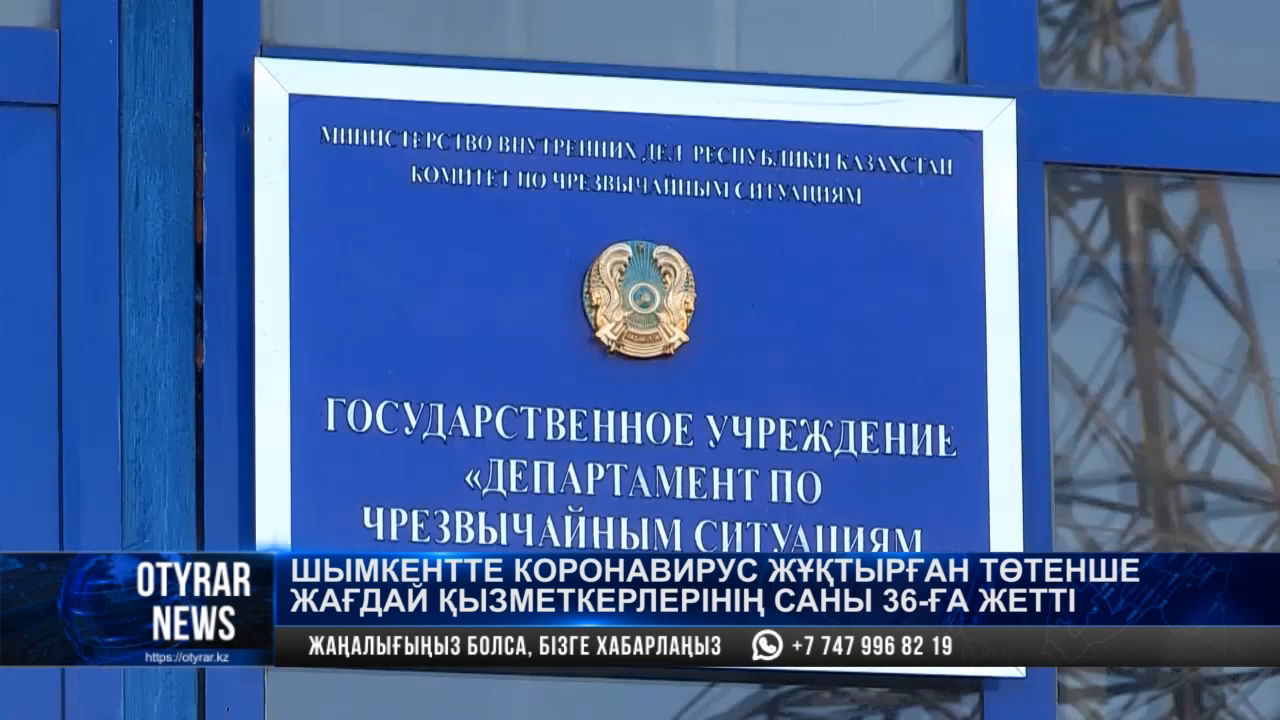 МИНИСТЕРСТВО ВНУТРЕННИХ ДЕЛ РЕСПУБЛИКИ КАЗАХСТАН
КОМИТЕТ ПО ЧРЕЗВЫЧАЙНЫМ СИТУАЦИЯМ
ГОСУДАРСТВЕННОЕ УЧРЕЖДЕНИЕ
«ДЕПАРТАМЕНТ ПО
ЧРЕЗВЫЧАЙНЫМ СИТУАЦИЯМ
OTYRAR
NEWS
https://otyrar.kz
ШЫМКЕНТТЕ КОРОНАВИРУС ЖҰҚТЫРҒАН ТӨТЕНШЕ
ЖАҒДАЙ ҚЫЗМЕТКЕРЛЕРІНІҢ САНЫ 36-ҒА ЖЕТТІ
ЖАҢАЛЫҒЫҢЫЗ БОЛСА, БІЗГЕ ХАБАРЛАҢЫЗ +7 747 996 82 19